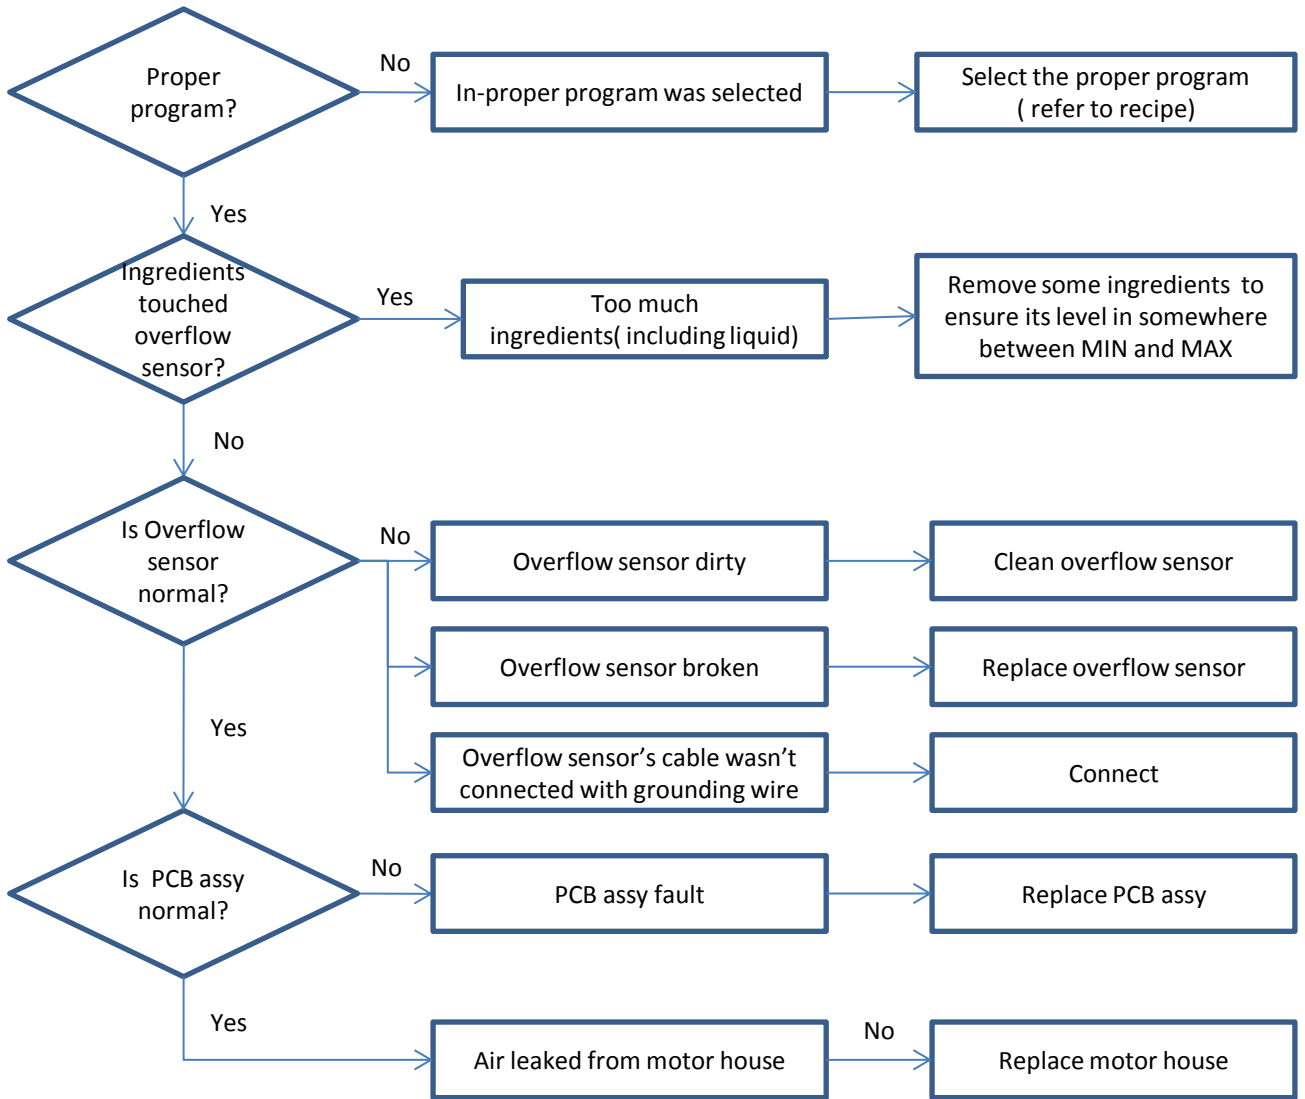 Proper
program?
No
In-proper program was selected
Select the proper program
( refer to recipe)
Yes
Ingredients
touched
overflow
sensor?
Yes
Too much
ingredients( including liquid)
Remove some ingredients  to
ensure its level in somewhere
between MIN and MAX
No
Is Overflow
sensor
normal?
No
Overflow sensor dirty
Clean overflow sensor
Overflow sensor broken
Replace overflow sensor
Yes
Overflow sensor’s cable wasn’t
connected with grounding wire
Connect
Is  PCB assy
normal?
No
PCB assy fault
Replace PCB assy
Yes
Air leaked from motor house
No
Replace motor house